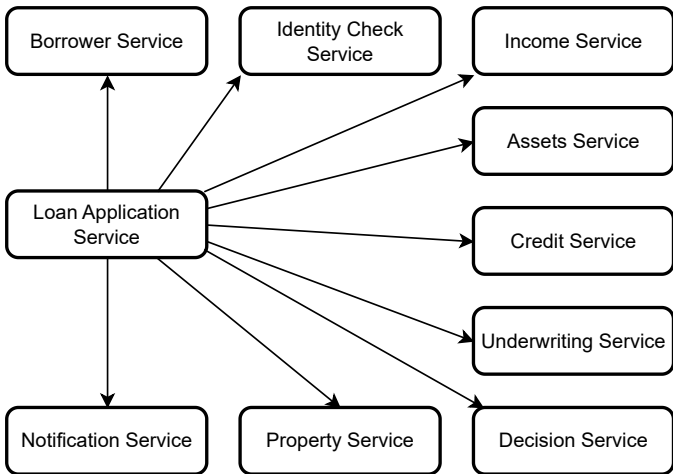 Borrower Service
Identity Check
Service
Income Service
Assets Service
Loan Application
Service
Credit Service
Underwriting Service
Notification Service
Property Service
Decision Service